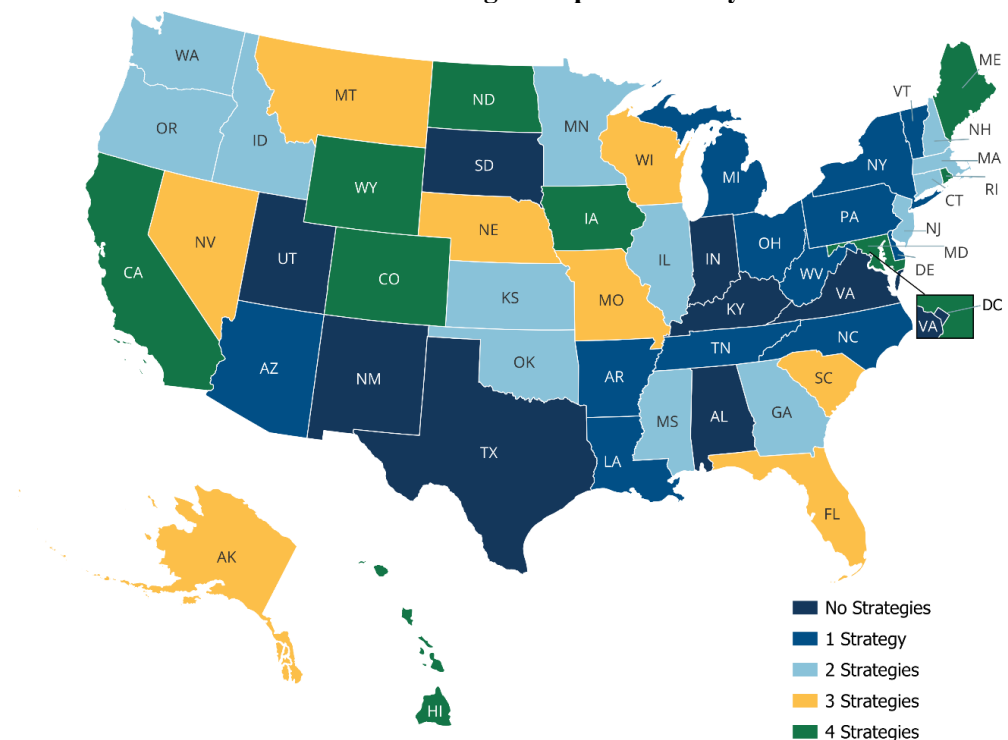 WA
OR
ID
MT
ND
MN
SD
WY
WI
MI
NY
VT
ME
NH
MA
RI
CT
NJ
MD
DE
PA
NV
UT
CA
CO
NE
IA
IL
IN
OH
WV
VA
KY
KS
MO
AZ
NM
OK
AR
TN
NC
SC
TX
LA
MS
AL
GA
FL
DC
VA
AK
HI
No Strategies
1 Strategy
2 Strategies
3 Strategies
4 Strategies